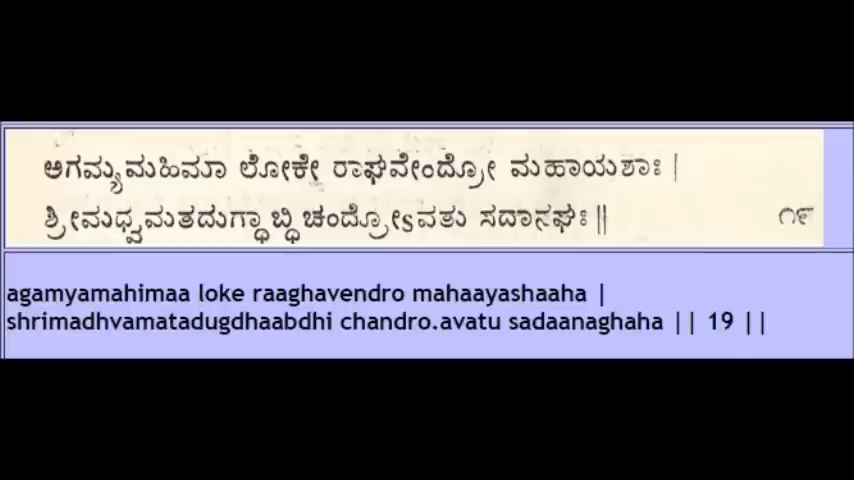 ಅಗಮ್ಯಮಹಿಮಾ ಲೋಕೇ ರಾಘವೇಂದ್ರೋ ಮಹಾಯಶಾಃ |
ಶ್ರೀಮಧ್ವಮತದುಗ್ಧಾಬ್ಧಿ ಚಂದ್ರೋಽವತು ಸದಾನಘಃ || ೧೯
agamyamahimaa loke raaghavendro mahaayashaaha |
shrimadhvamatadugdhaabdhi chandro.avatu sadaanaghaha || 19 ||